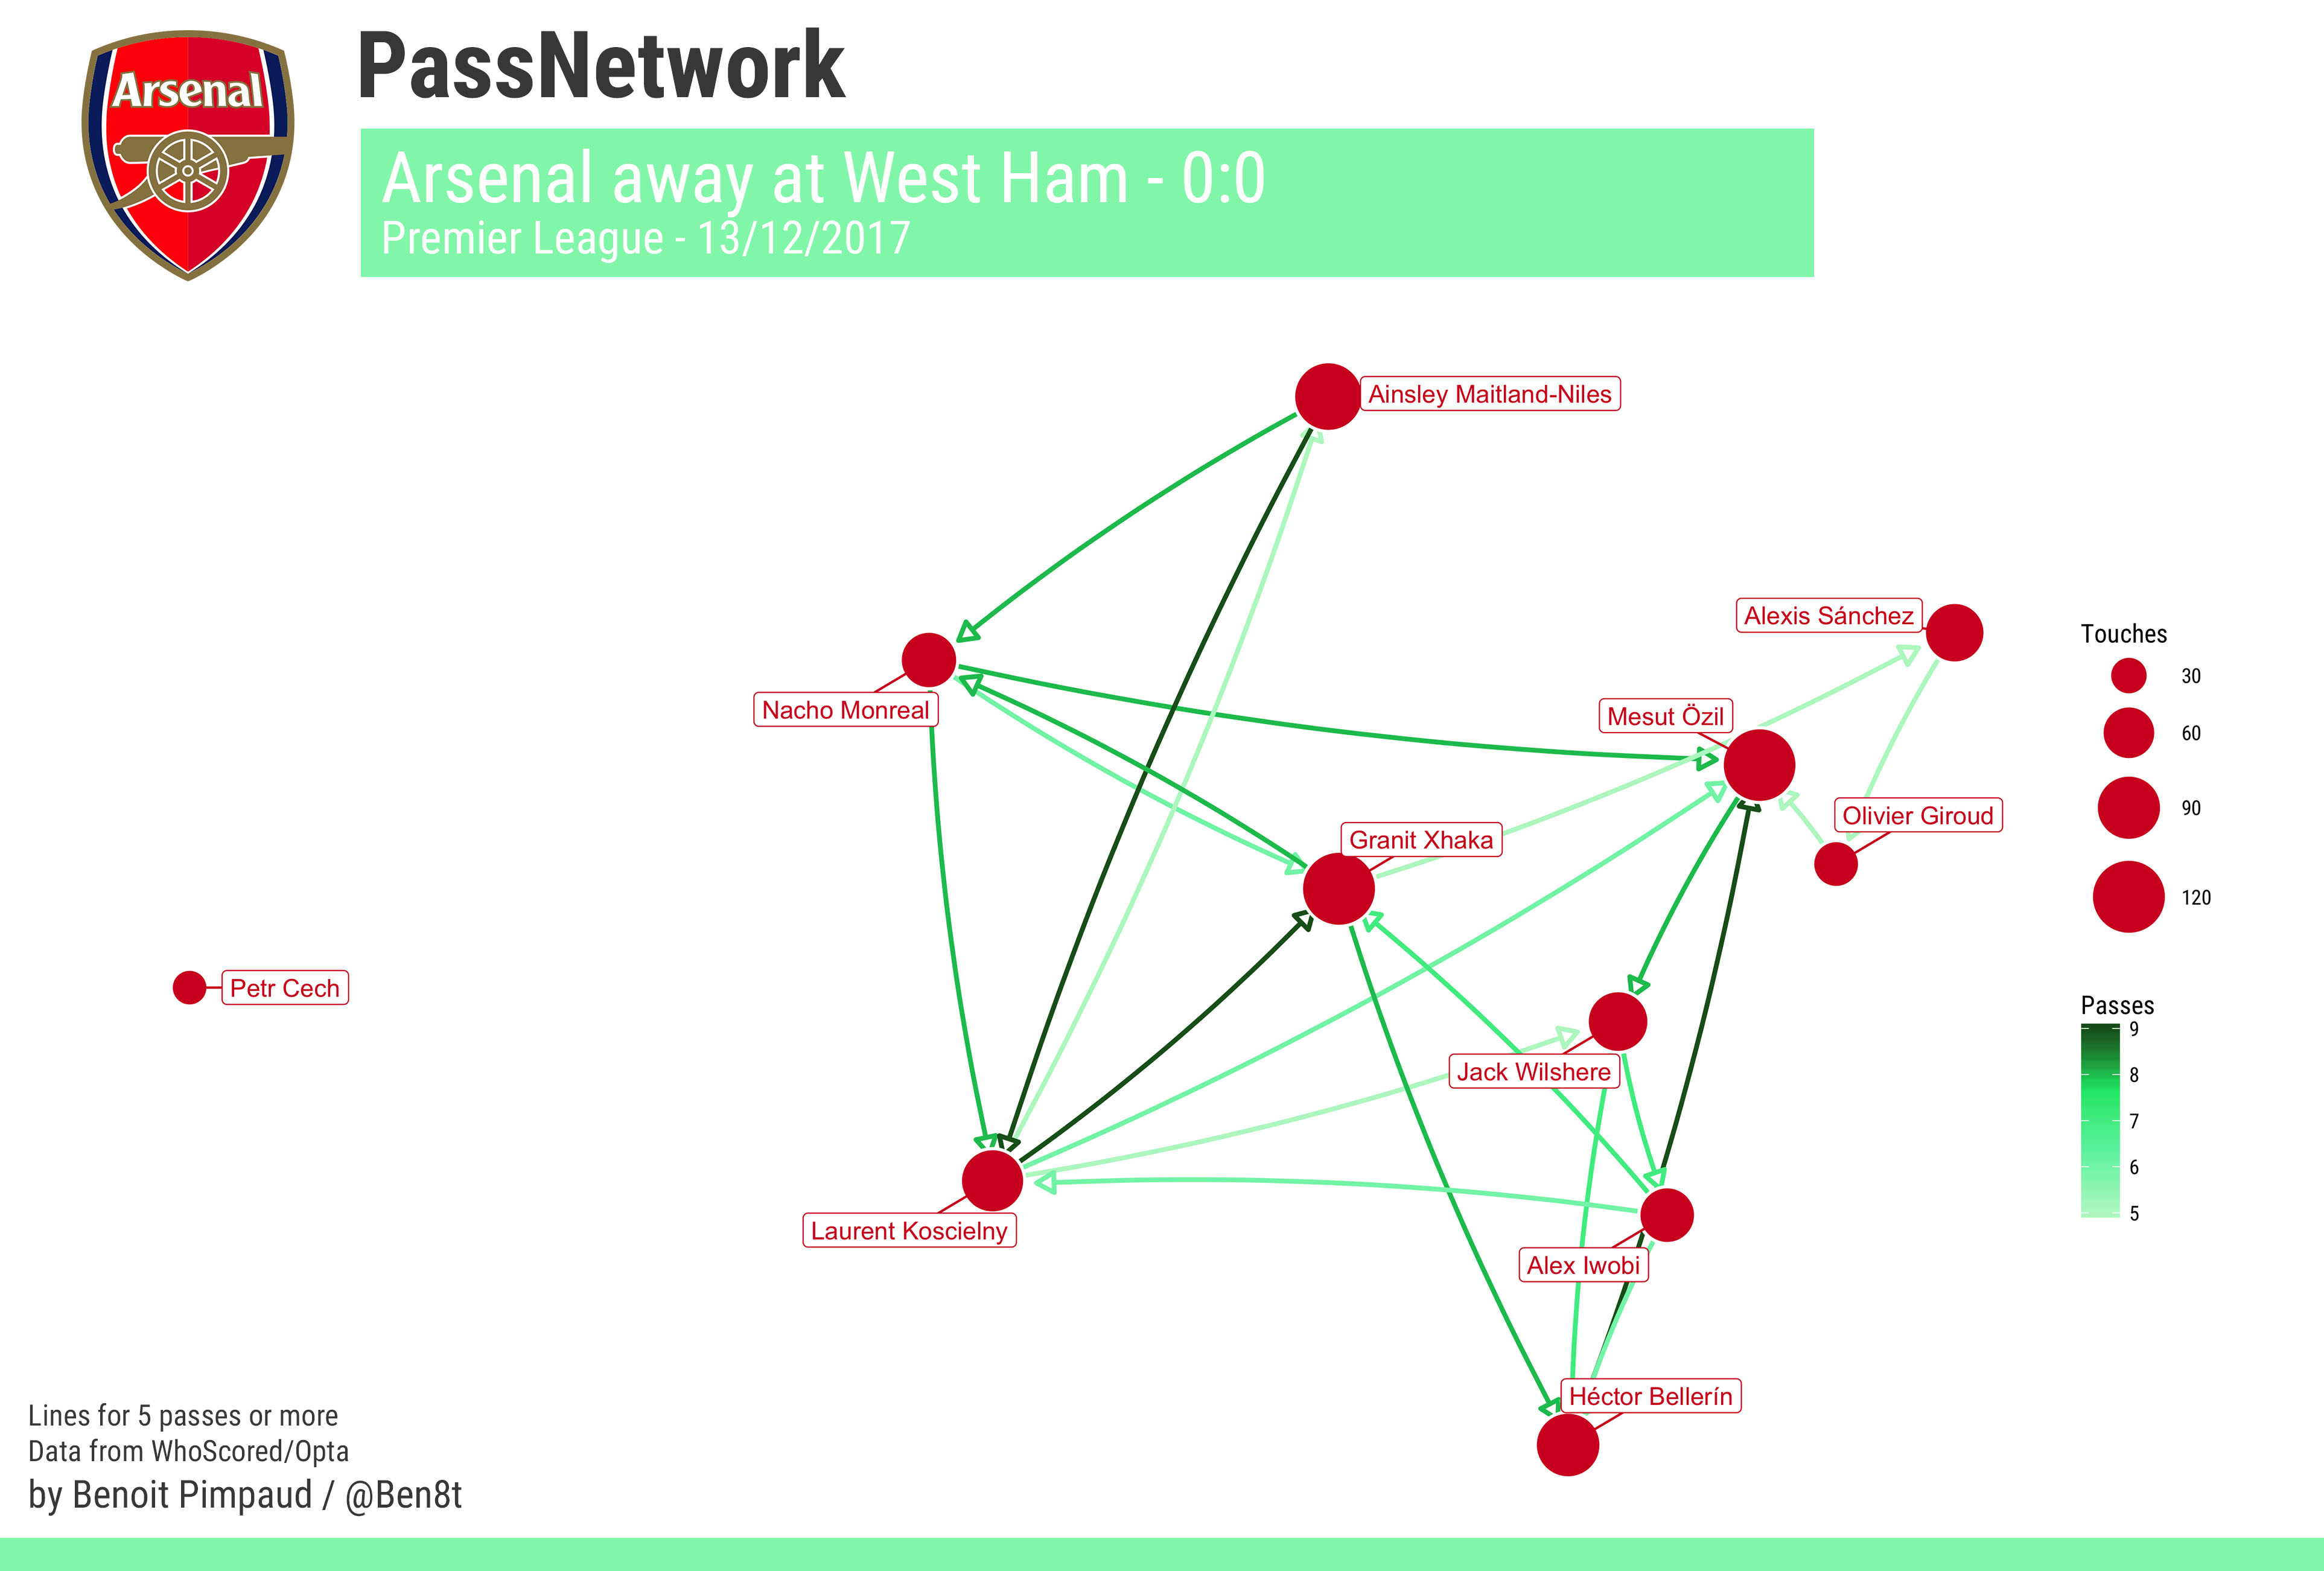 Arsenal
PassNetwork
Arsenal away at West Ham - 0:0
Premier League - 13/12/2017
Ainsley Maitland-Niles
Alexis Sánchez
Nacho Monreal
Mesut Özil
Olivier Giroud
Granit Xhaka
Petr Cech
Jack Wilshere
Laurent Koscielny
Alex Iwobi
Héctor Bellerín
Touches
30
60
90
120
Passes
9
8
7
6
5
Lines for 5 passes or more
Data from WhoScored/Opta
by Benoit Pimpaud / @Ben8t